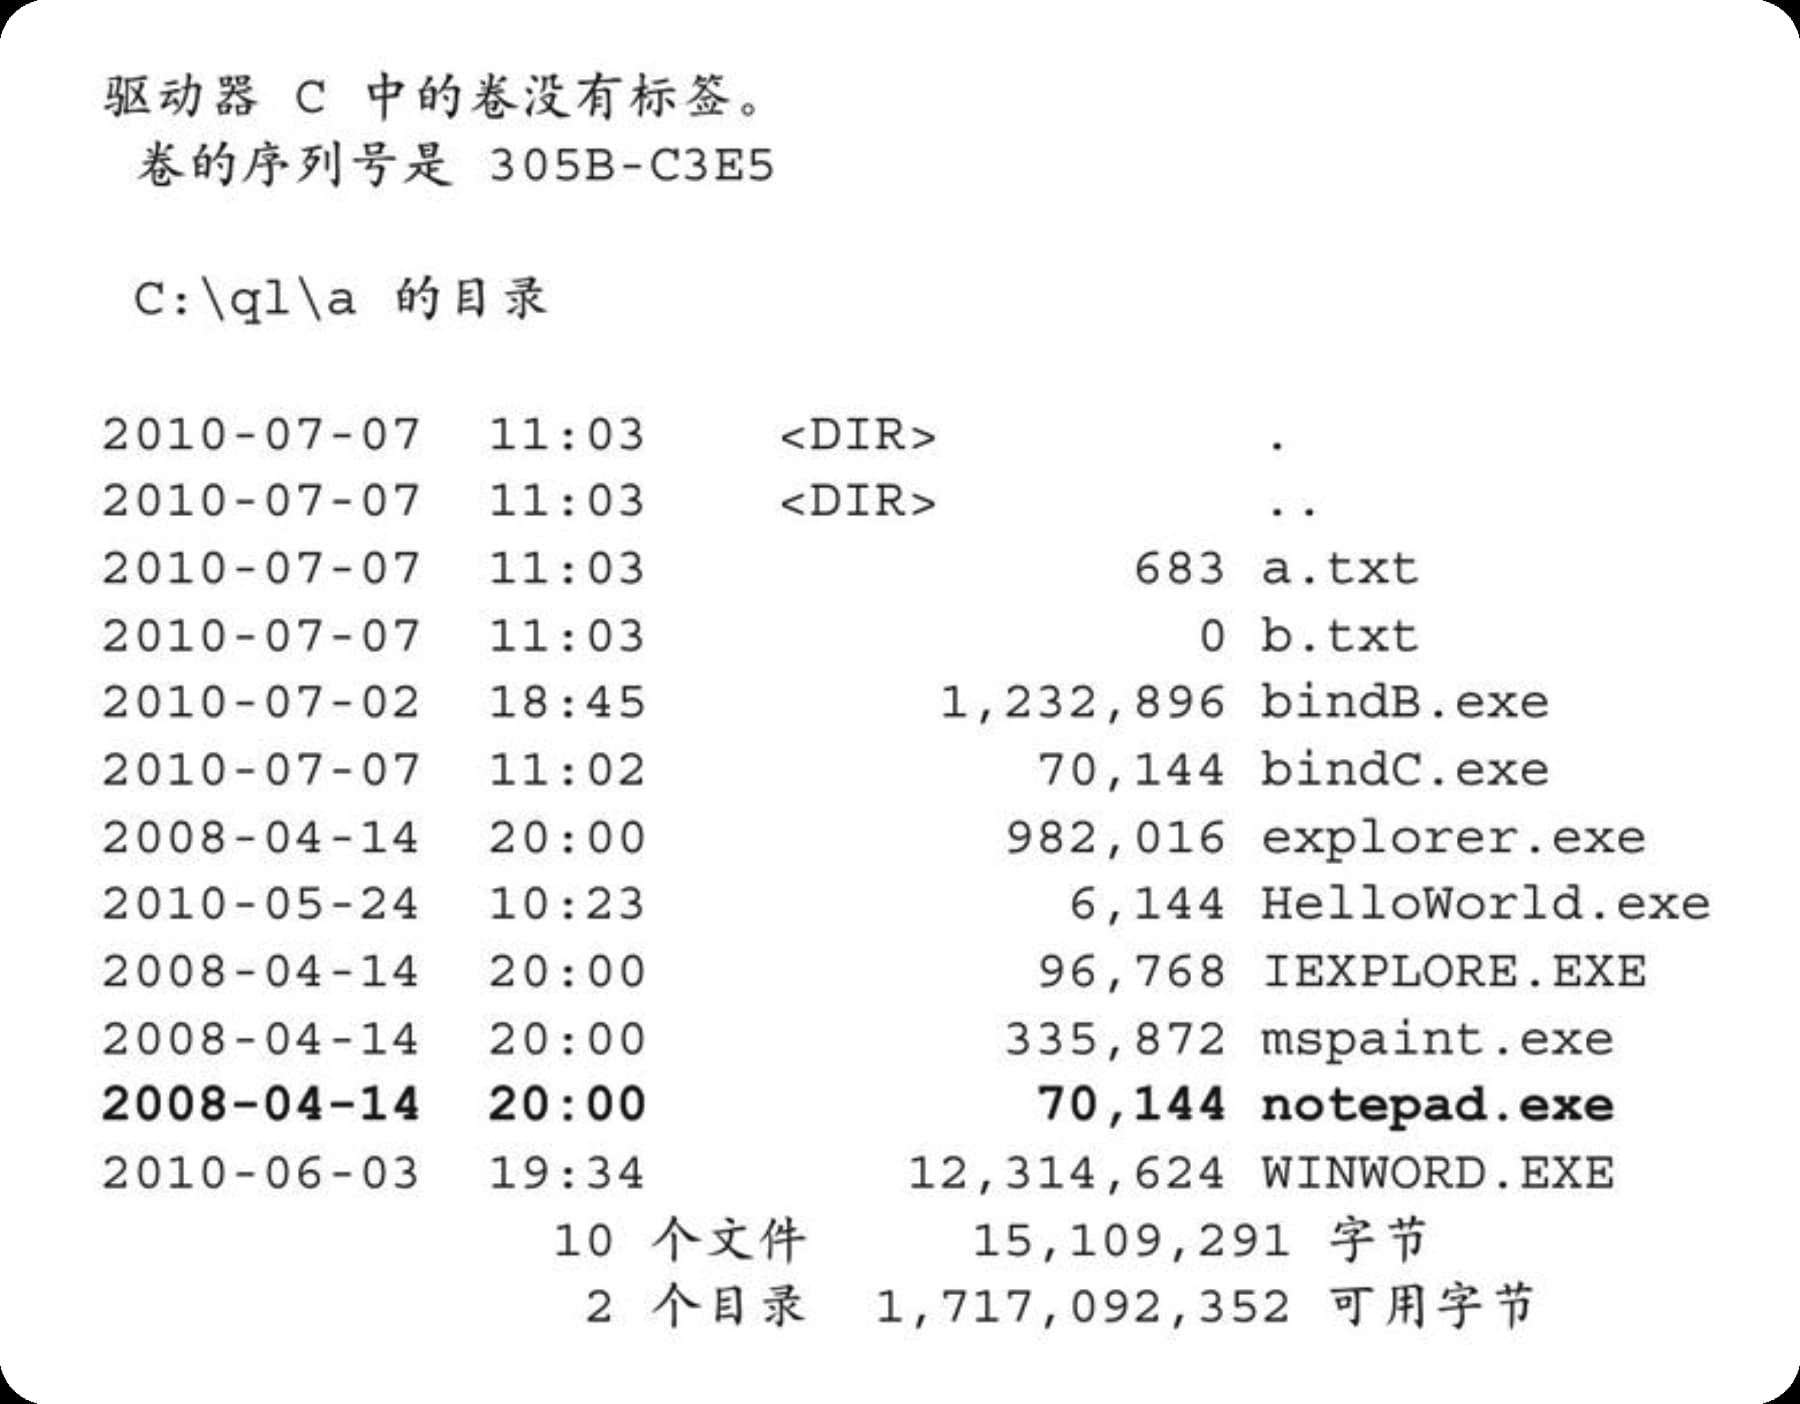 驱动器 C 中的卷没有标签。
卷的序列号是 305B-C3E5
C:\ql\a 的目录
2010-07-07  11:03    <DIR>          .
2010-07-07  11:03    <DIR>          ..
2010-07-07  11:03               683 a.txt
2010-07-07  11:03                 0 b.txt
2010-07-02  18:45         1,232,896 bindB.exe
2010-07-07  11:02            70,144 bindC.exe
2008-04-14  20:00           982,016 explorer.exe
2010-05-24  10:23             6,144 HelloWorld.exe
2008-04-14  20:00            96,768 IEXPLORE.EXE
2008-04-14  20:00           335,872 mspaint.exe
2008-04-14  20:00            70,144 notepad.exe
2010-06-03  19:34        12,314,624 WINWORD.EXE
10 个文件     15,109,291 字节
2 个目录  1,717,092,352 可用字节